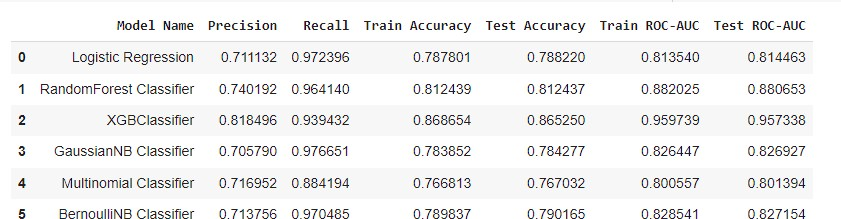 Model Name Precision Recall Train Accuracy Test Accuracy Train ROC-AUC Test ROC-AUC
0 Logistic Regression 0.711132 0.972396 0.787801 0.788220 0.813540 0.814463
1 RandomForest Classifier 0.740192 0.964140 0.812439 0.812437 0.882025 0.880653
2 XGBClassifier 0.818496 0.939432 0.868654 0.865250 0.959739 0.957338
3 GaussianNB Classifier 0.705790 0.976651 0.783852 0.784277 0.826447 0.826927
4 Multinomial Classifier 0.716952 0.884194 0.766813 0.767032 0.800557 0.801394
5 BernoulliNB Classifier 0.713756 0.970485 0.789837 0.790165 0.828541 0.827154